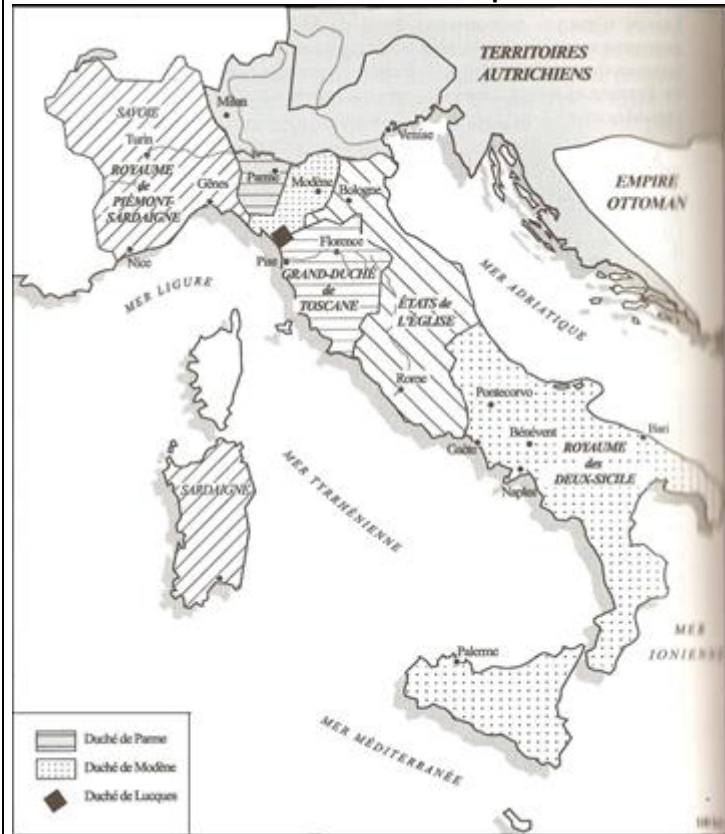 TERRITOIRES
AUTRICHIENS
Milan
SAVOIE
Venise
Turin
Parme
ROYAUME
de
PIÉMONT-
SARDAIGNE
Modène
Bologne
EMPIRE
OTTOMAN
Gênes
Florence
Pise
Nice
GRAND-DUCHÉ
de
TOSCANE
MER LIGURE
MER ADRIATIQUE
ÉTATS de
L'ÉGLISE
Rome
Pontecorvo
Bénévent
Bari
Gaète
ROYAUME
des
DEUX-SICILE
Naples
MER TYRRHÉNIENNE
SARDAIGNE
MER
IONIENNE
Palerme
MER MÉDITERRANÉE
Duché de Parme
Duché de Modène
Duché de Lucques